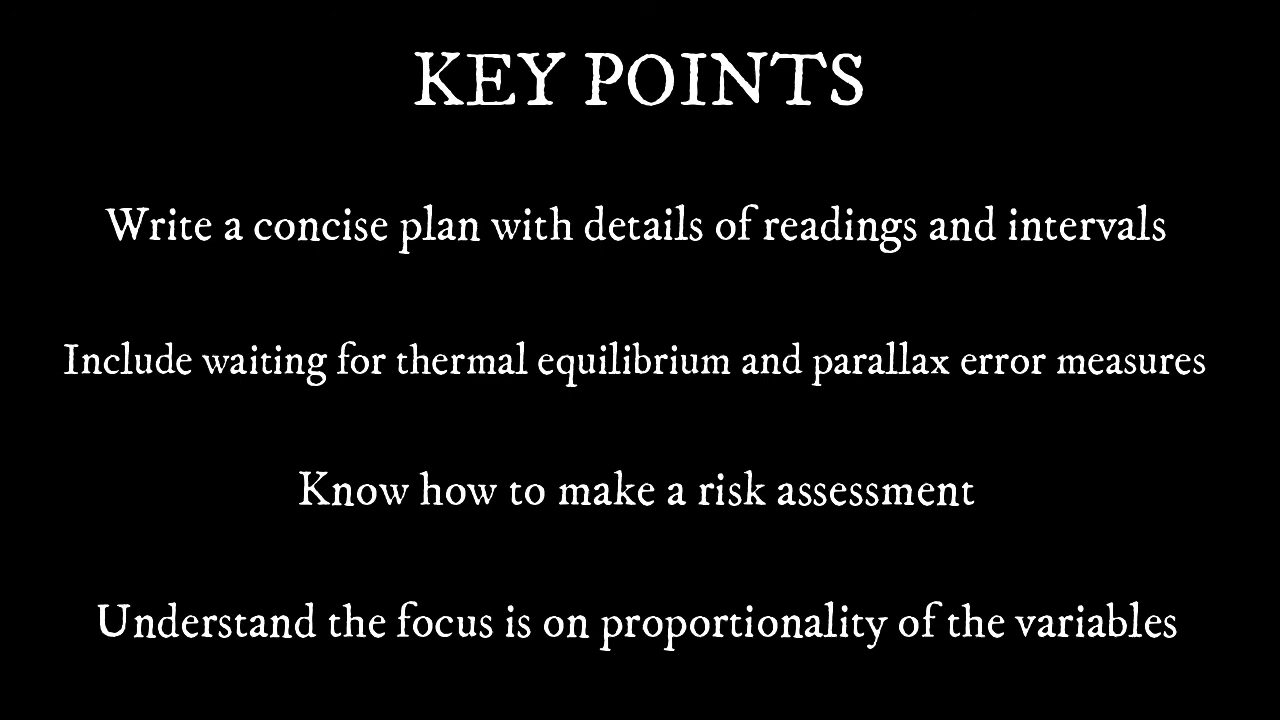 KEY POINTS
Write a concise plan with details of readings and intervals
Include waiting for thermal equilibrium and parallax error measures
Know how to make a risk assessment
Understand the focus is on proportionality of the variables